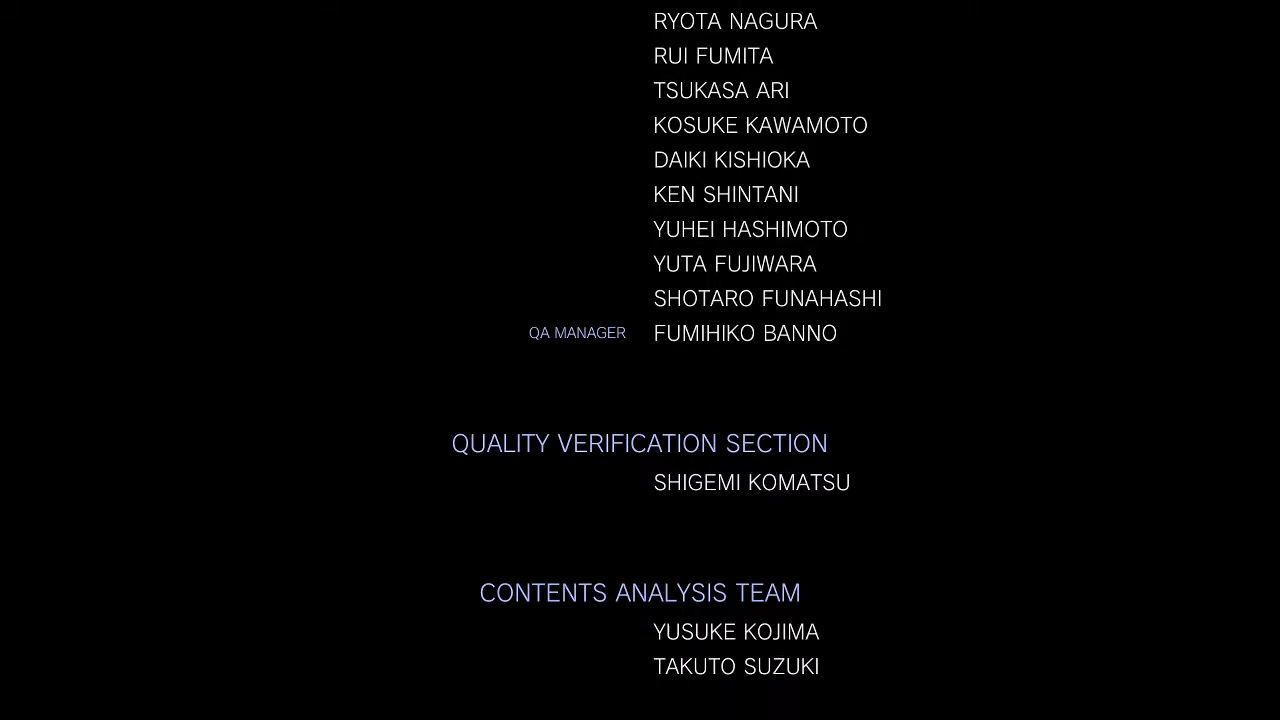 RYOTA NAGURA
RUI FUMITA
TSUKASA ARI
KOSUKE KAWAMOTO
DAIKI KISHIOKA
KEN SHINTANI
YUHEI HASHIMOTO
YUTA FUJIWARA
SHOTARO FUNAHASHI
QA MANAGER FUMIHIKO BANNO
QUALITY VERIFICATION SECTION
SHIGEMI KOMATSU
CONTENTS ANALYSIS TEAM
YUSUKE KOJIMA
TAKUTO SUZUKI